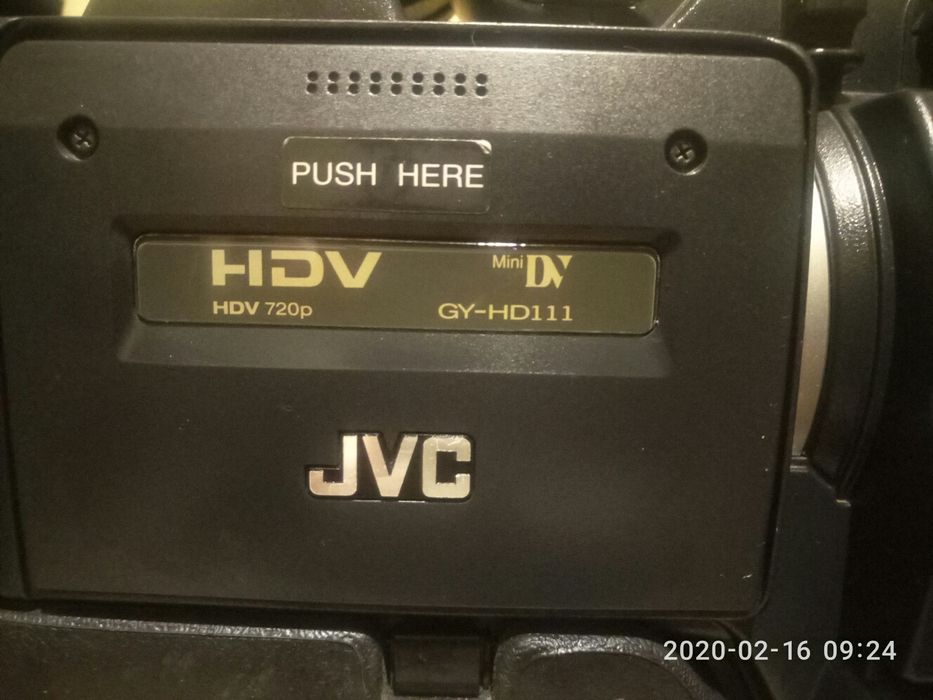 PUSH HERE
HDV
Mini DV
HDV 720p
GY-HD111
JVC
2020-02-16 09:24